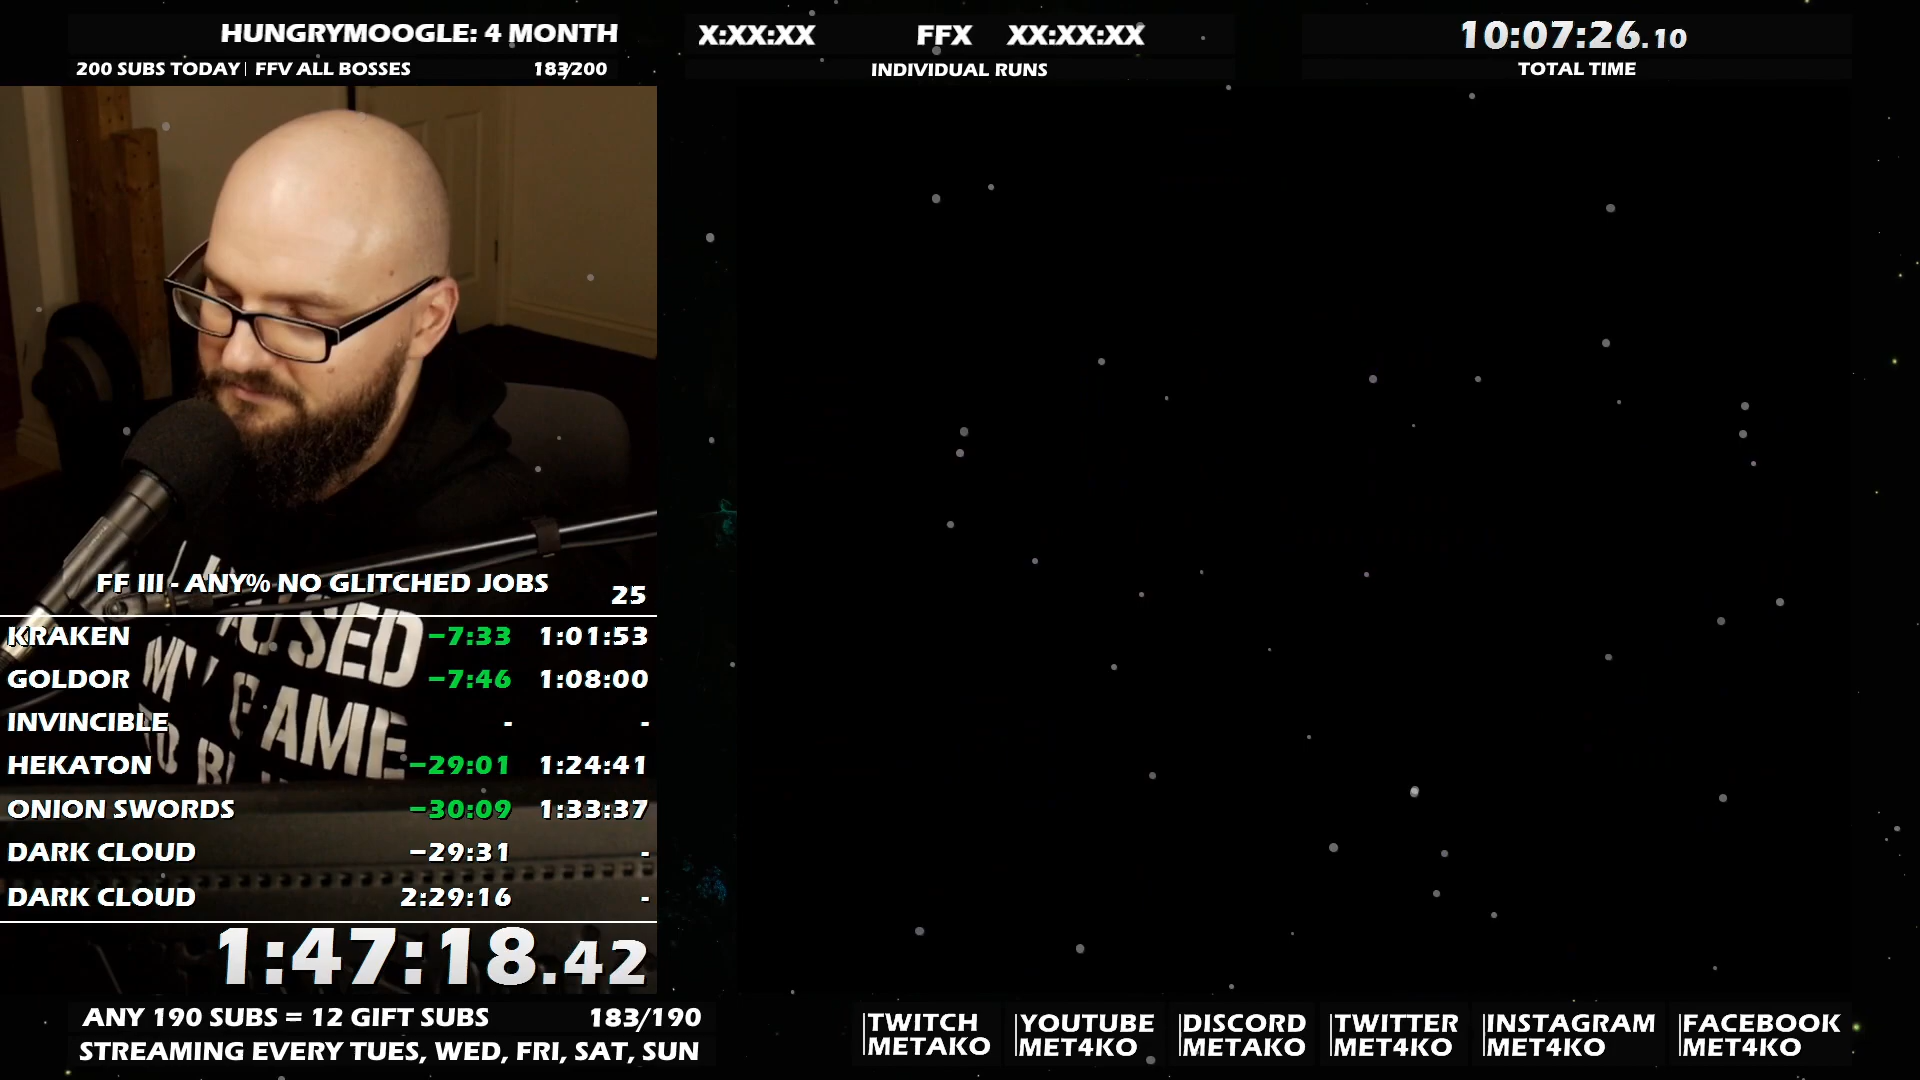 HUNGRYMOOGLE: 4 MONTH
200 SUBS TODAY | FFV ALL BOSSES 183/200
X:XX:XX FFX XX:XX:XX
INDIVIDUAL RUNS
10:07:26.10
TOTAL TIME
FF III - ANY% NO GLITCHED JOBS 25
KRAKEN -7:33 1:01:53
GOLDOR -7:46 1:08:00
INVINCIBLE - -
HEKATON -29:01 1:24:41
ONION SWORDS -30:09 1:33:37
DARK CLOUD -29:31 -
DARK CLOUD 2:29:16 -
1:47:18.42
MY GAME
ANY 190 SUBS = 12 GIFT SUBS 183/190
STREAMING EVERY TUES, WED, FRI, SAT, SUN
TWITCH
METAKO
YOUTUBE
MET4KO
DISCORD
METAKO
TWITTER
MET4KO
INSTAGRAM
MET4KO
FACEBOOK
MET4KO